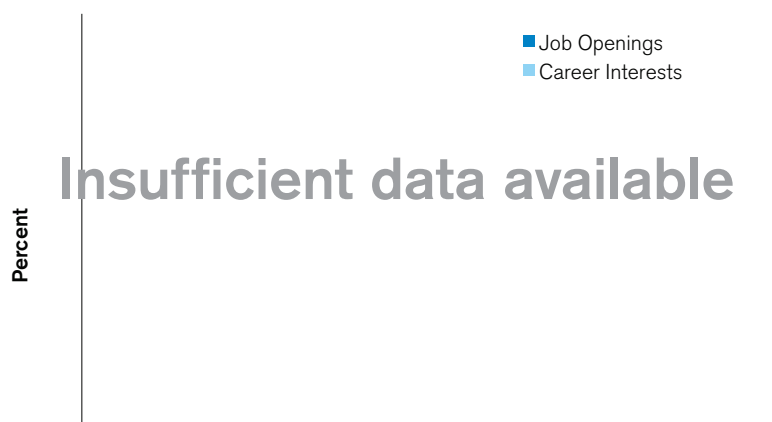 Job Openings
Career Interests
Insufficient data available
Percent